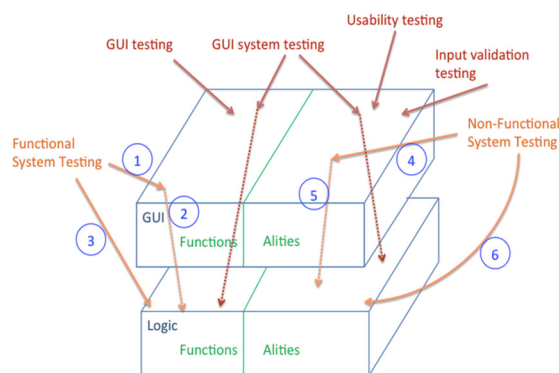 Usability testing
GUI testing
GUI system testing
Input validation
testing
Functional
System Testing
Non-Functional
System Testing
1
4
5
2
GUI
3
Functions
Alities
6
Logic
Functions
Alities